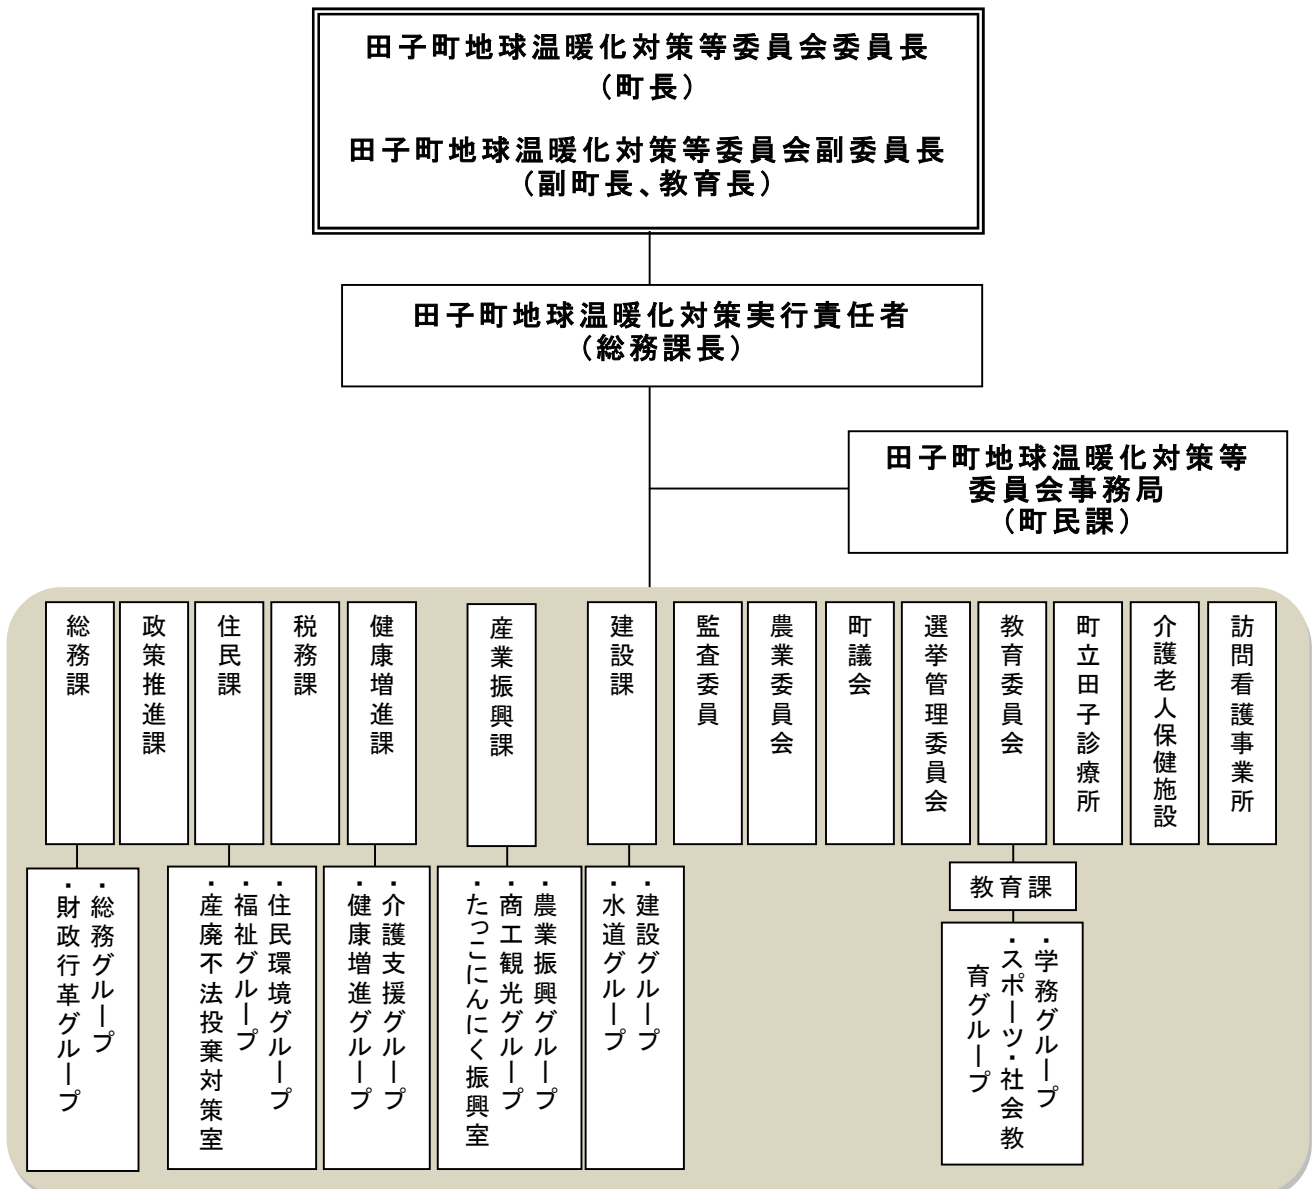 田子町地球温暖化対策等委員会委員長
（町長）
田子町地球温暖化対策等委員会副委員長
（副町長、教育長）
田子町地球温暖化対策実行責任者
（総務課長）
田子町地球温暖化対策等
委員会事務局
（町民課）
総務課
政策推進課
住民課
税務課
健康増進課
産業振興課
建設課
監査委員
農業委員会
町議会
選挙管理委員会
教育委員会
町立田子診療所
介護老人保健施設
訪問看護事業所
・総務グループ
・財政行革グループ
・住民環境グループ
・福祉グループ
・産廃不法投棄対策室
・介護支援グループ
・健康増進グループ
・農業振興グループ
・商工観光グループ
・たっこにんにく振興室
・建設グループ
・水道グループ
教育課
・学務グループ
・スポーツ・社会教
育グループ